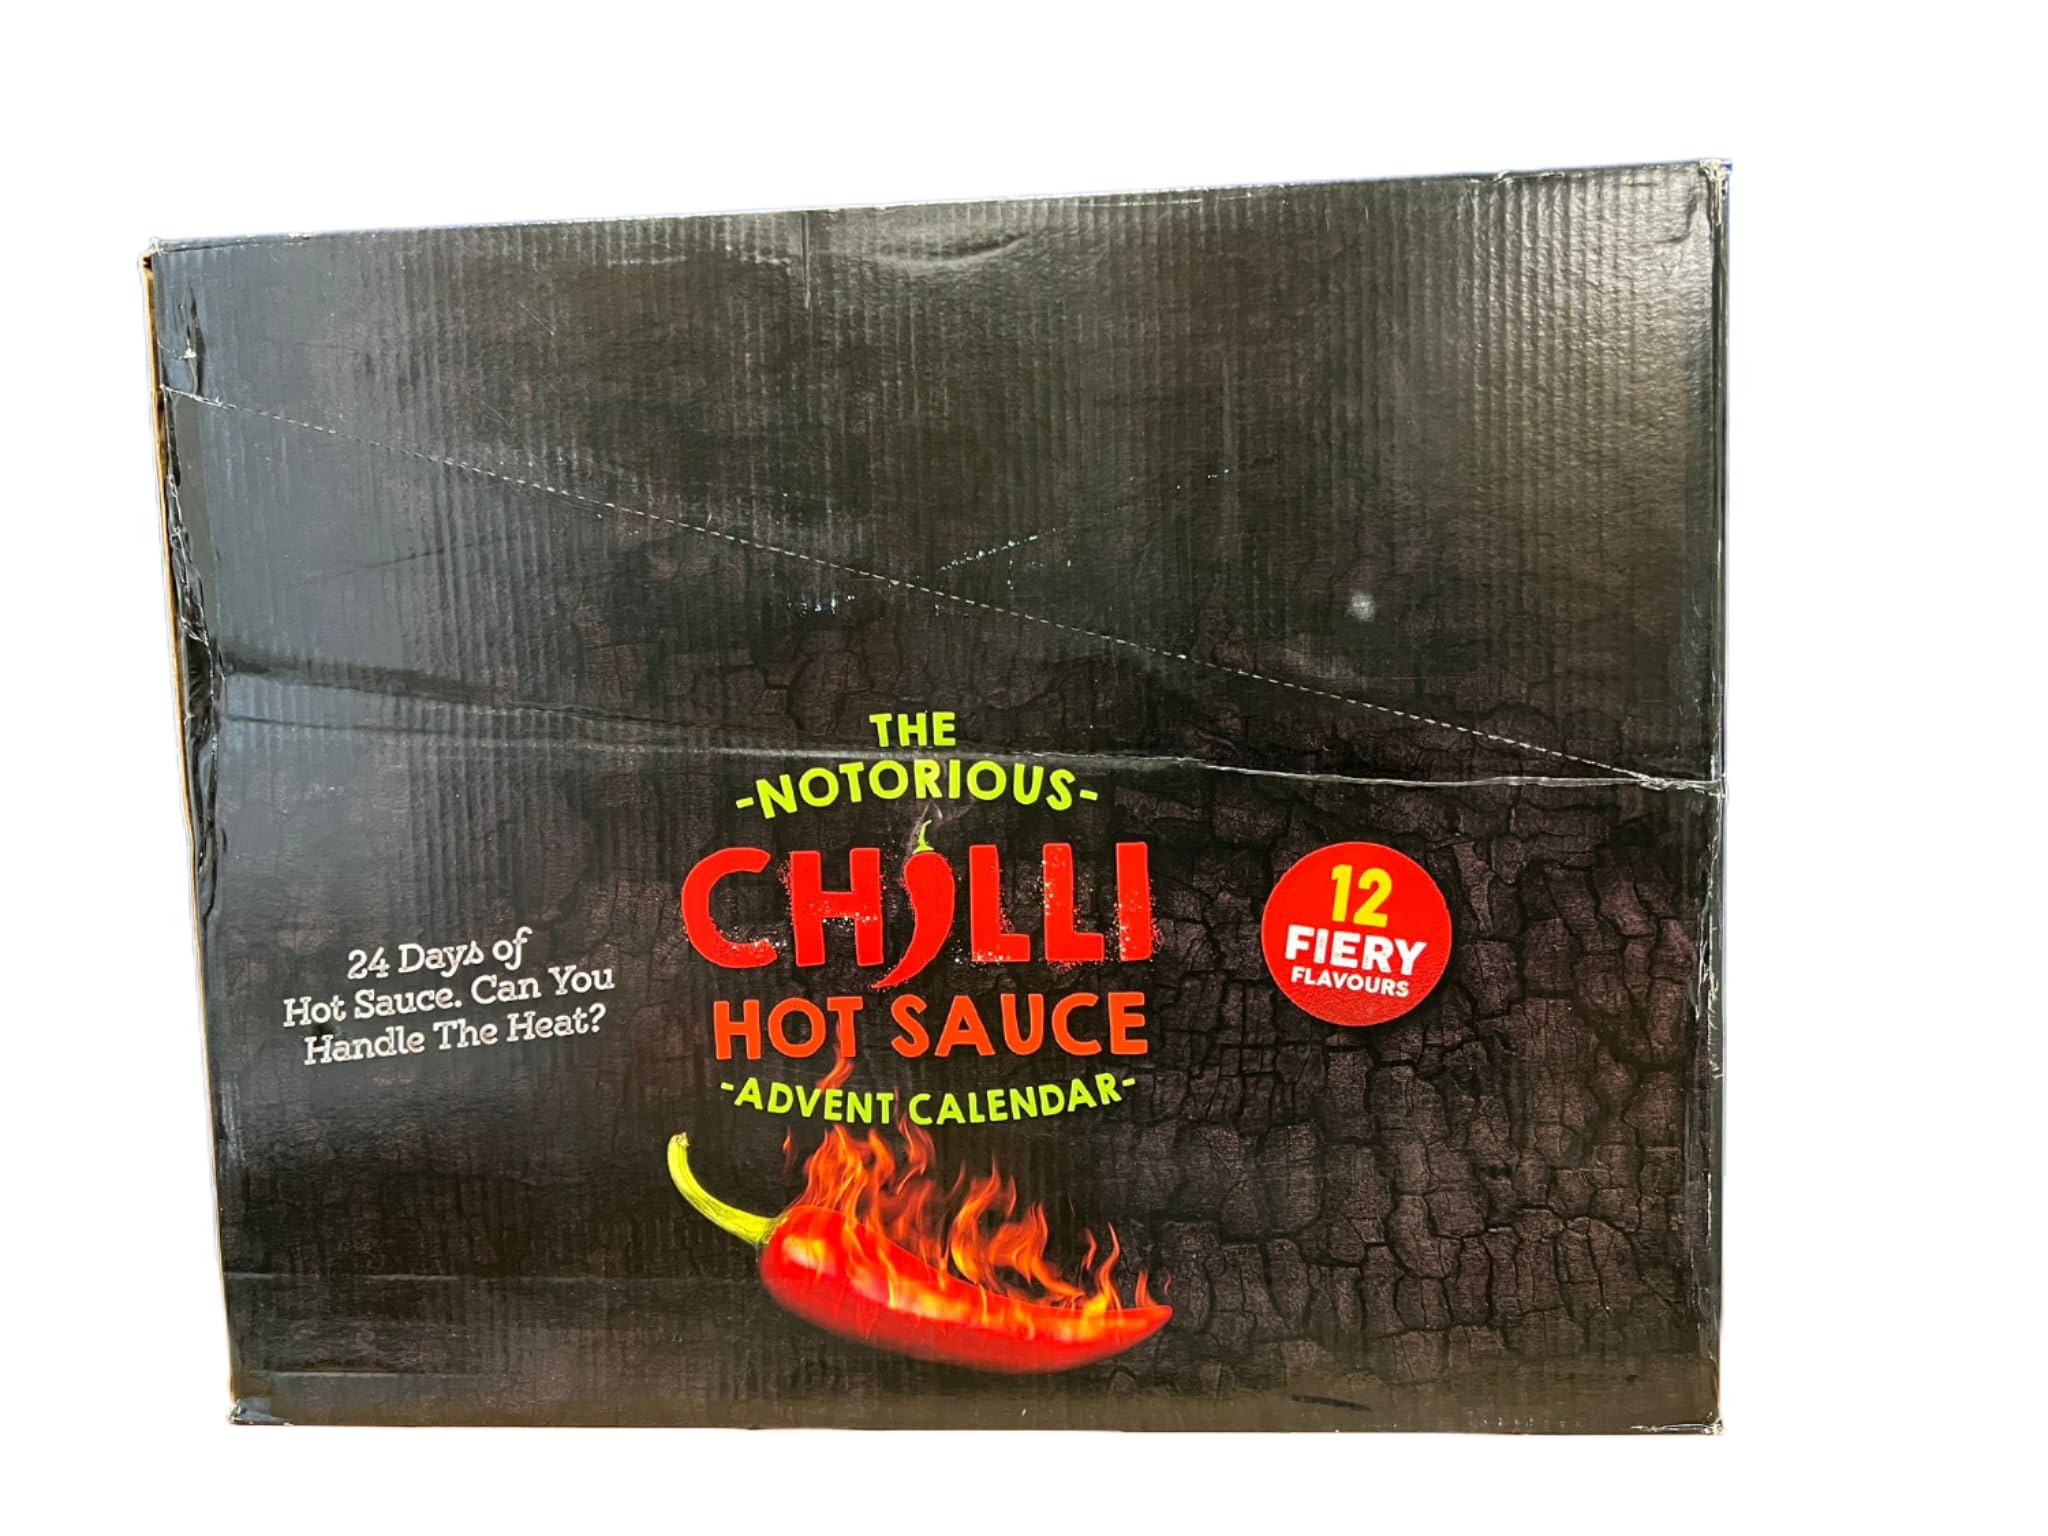 THE
-NOTORIOUS-
CHILLI
HOT SAUCE
-ADVENT CALENDAR-
24 Days of
Hot Sauce. Can You
Handle The Heat?
12
FIERY
FLAVOURS